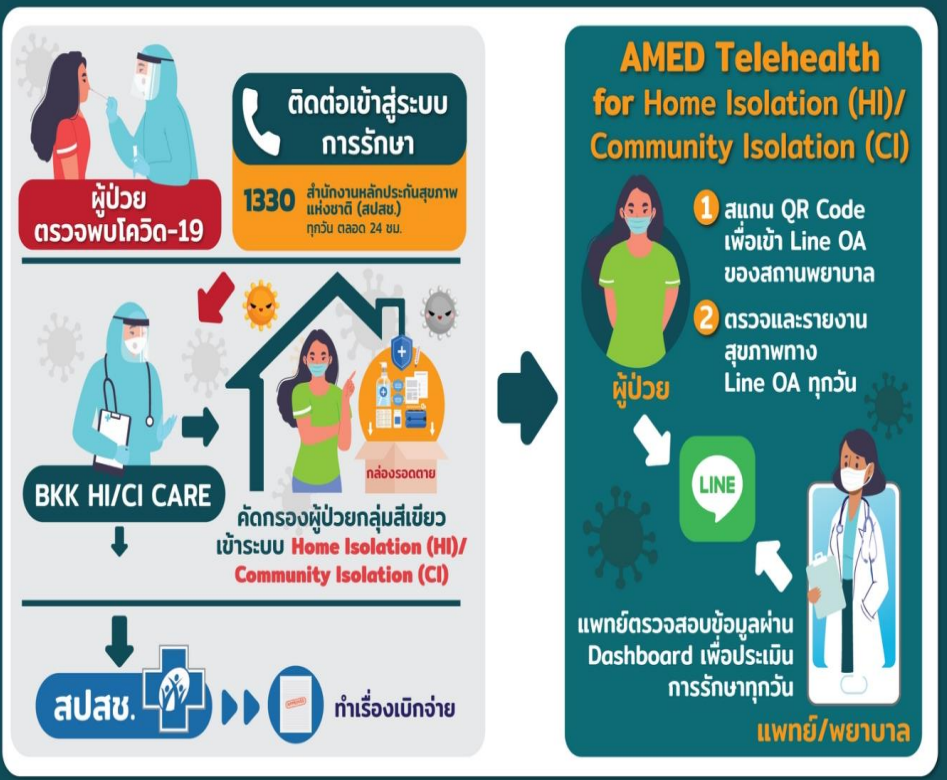 ผู้ป่วย
ตรวจพบโควิด-19
ติดต่อเข้าสู่ระบบ
การรักษา
1330 สำนักงานหลักประกันสุขภาพ
แห่งชาติ (สปสช.)
ทุกวัน ตลอด 24 ชม.
BKK HI/CI CARE
กล่องรอดตาย
คัดกรองผู้ป่วยกลุ่มสีเขียว
เข้าระบบ Home Isolation (HI)/
Community Isolation (CI)
สปสช.
ทำเรื่องเบิกจ่าย
AMED Telehealth
for Home Isolation (HI)/
Community Isolation (CI)
1 สแกน QR Code
เพื่อเข้า Line OA
ของสถานพยาบาล
2 ตรวจและรายงาน
สุขภาพทาง
Line OA ทุกวัน
ผู้ป่วย
LINE
แพทย์ตรวจสอบข้อมูลผ่าน
Dashboard เพื่อประเมิน
การรักษาทุกวัน
แพทย์/พยาบาล